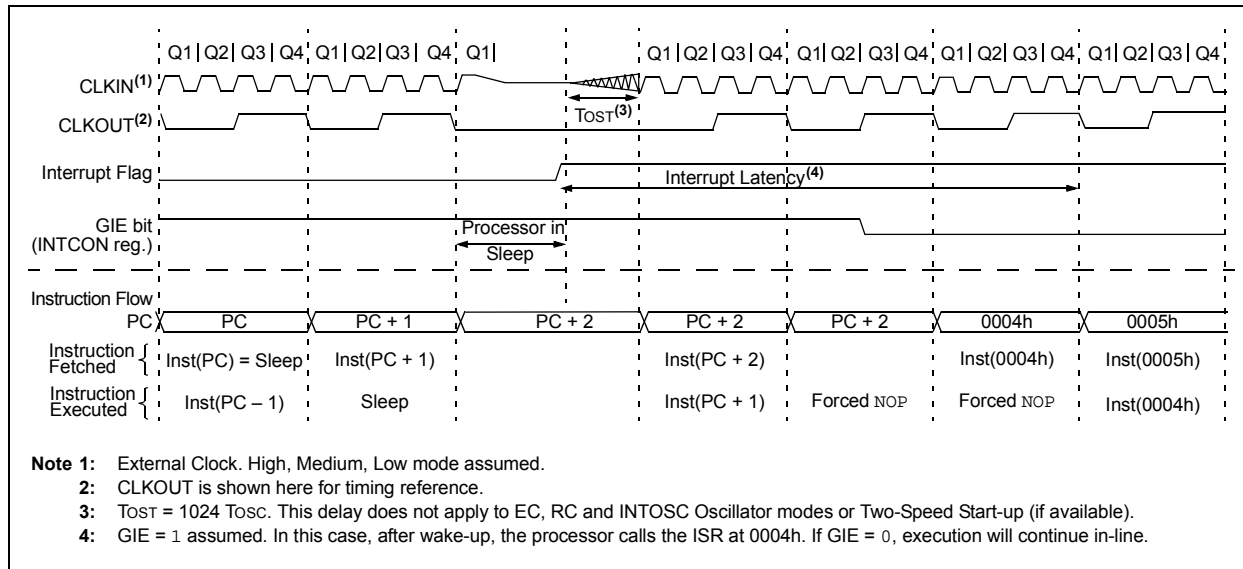 Q1 Q2 Q3 Q4 Q1 Q2 Q3 Q4 Q1 Q1 Q2 Q3 Q4 Q1 Q2 Q3 Q4 Q1 Q2 Q3 Q4 Q1 Q2 Q3 Q4
CLKIN(1)
TOST(3)
CLKOUT(2)
Interrupt Flag
Interrupt Latency(4)
GIE bit
(INTCON reg.)
Processor in
Sleep
Instruction Flow
PC PC PC + 1 PC + 2 PC + 2 PC + 2 0004h 0005h
Instruction
Fetched
Inst(PC) = Sleep Inst(PC + 1) Inst(PC + 2) Inst(0004h) Inst(0005h)
Instruction
Executed
Inst(PC – 1) Sleep Inst(PC + 1) Forced NOP Forced NOP Inst(0004h)
Note 1: External Clock. High, Medium, Low mode assumed.
2: CLKOUT is shown here for timing reference.
3: TOST = 1024 TOSC. This delay does not apply to EC, RC and INTOSC Oscillator modes or Two-Speed Start-up (if available).
4: GIE = 1 assumed. In this case, after wake-up, the processor calls the ISR at 0004h. If GIE = 0, execution will continue in-line.